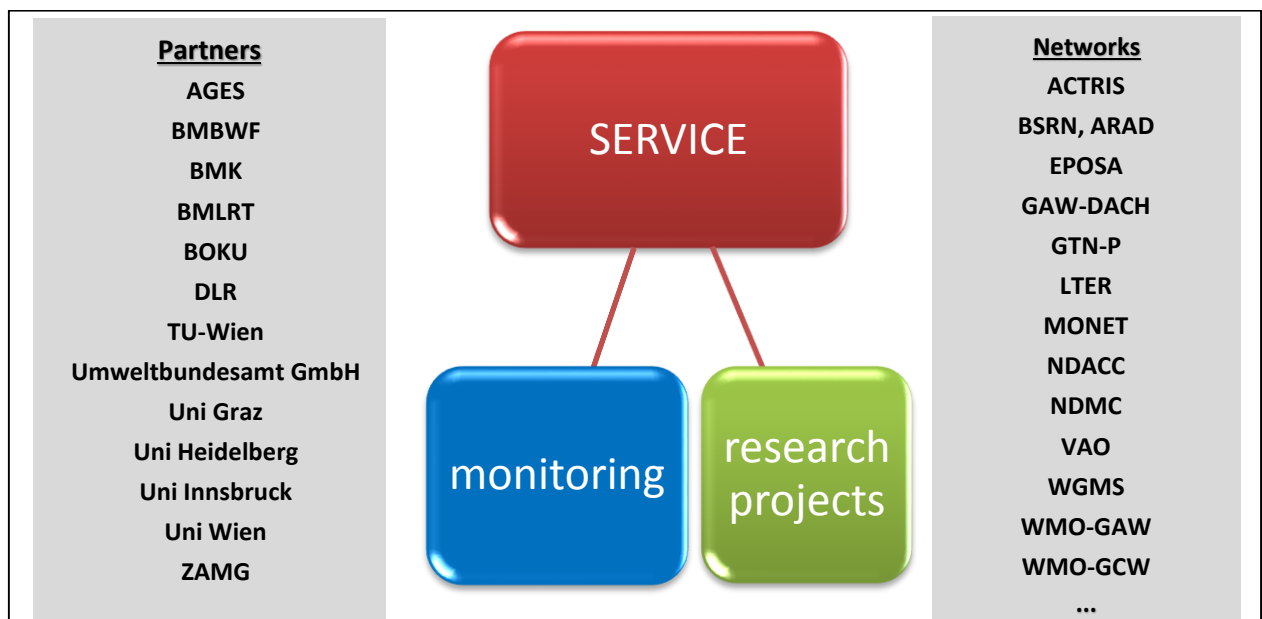 Partners
AGES
BMBWF
BMK
BMLRT
BOKU
DLR
TU-Wien
Umweltbundesamt GmbH
Uni Graz
Uni Heidelberg
Uni Innsbruck
Uni Wien
ZAMG
SERVICE
monitoring
research
projects
Networks
ACTRIS
BSRN, ARAD
EPOSA
GAW-DACH
GTN-P
LTER
MONET
NDACC
NDMC
VAO
WGMS
WMO-GAW
WMO-GCW
...